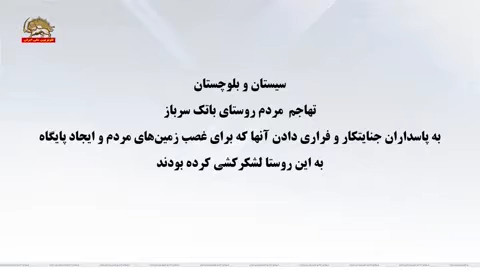 سیستان و بلوچستان
تهاجم مردم روستای باتک سرباز
به پاسداران جنایتکار و فراری دادن آنها که برای غصب زمین‌های مردم و ایجاد پایگاه
به این روستا لشکرکشی کرده بودند